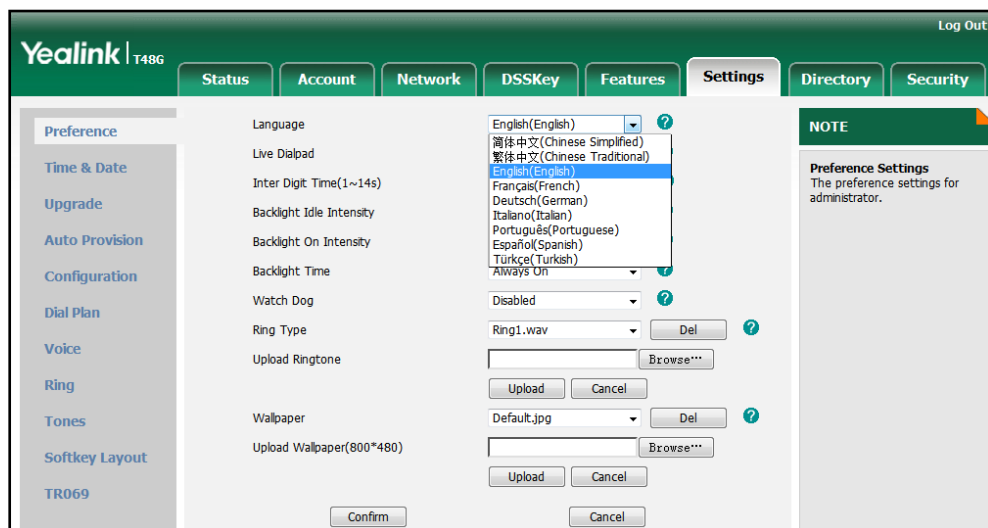 Log Out
Yealink | T48G
Status Account Network DSSKey Features Settings Directory Security
Preference
Time & Date
Upgrade
Auto Provision
Configuration
Dial Plan
Voice
Ring
Tones
Softkey Layout
TR069
Language English(English) ?
简体中文(Chinese Simplified)
繁体中文(Chinese Traditional)
English(English)
Français(French)
Deutsch(German)
Italiano(Italian)
Português(Portuguese)
Español(Spanish)
Türkçe(Turkish)
Live Dialpad
Inter Digit Time(1~14s)
Backlight Idle Intensity
Backlight On Intensity
Backlight Time Always On ?
Watch Dog Disabled ?
Ring Type Ring1.wav Del ?
Upload Ringtone Browse...
Upload Cancel
Wallpaper Default.jpg Del ?
Upload Wallpaper(800*480) Browse...
Upload Cancel
Confirm Cancel
NOTE
Preference Settings
The preference settings for
administrator.